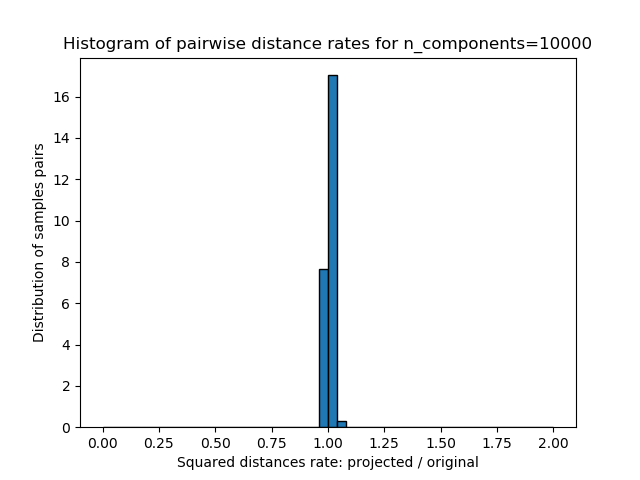 Histogram of pairwise distance rates for n_components=10000
Distribution of samples pairs
16
14
12
10
8
6
4
2
0
0.00 0.25 0.50 0.75 1.00 1.25 1.50 1.75 2.00
Squared distances rate: projected / original